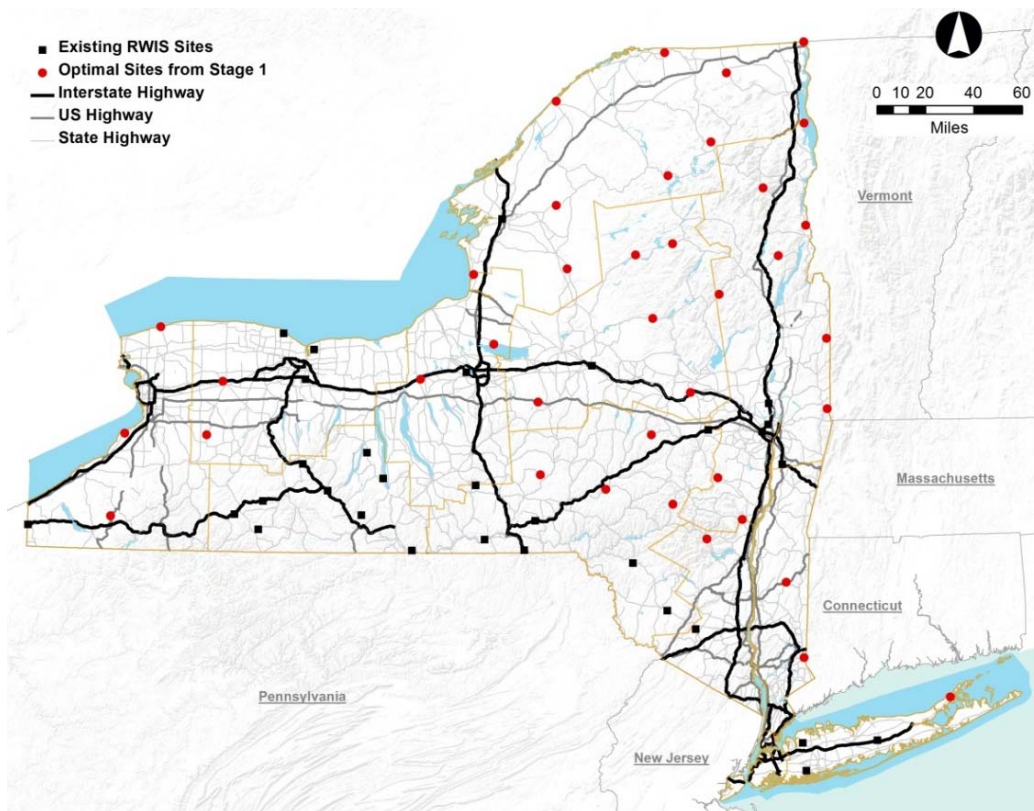 Existing RWIS Sites
Optimal Sites from Stage 1
Interstate Highway
US Highway
State Highway
0 10 20 40 60
Miles
Vermont
Massachusetts
Connecticut
Pennsylvania
New Jersey